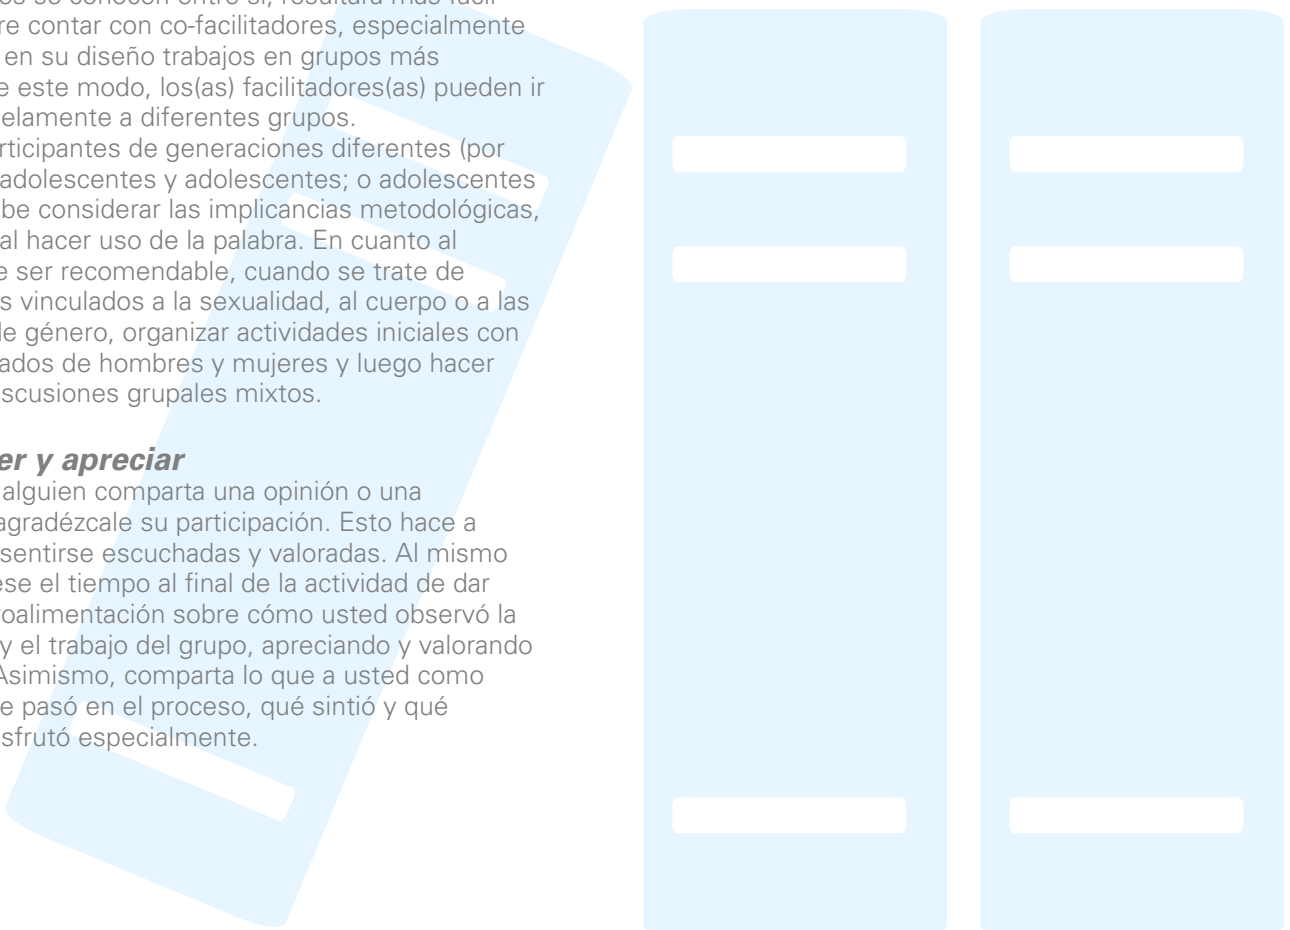 se conocen entre sí, resultará más fácil
re contar con co-facilitadores, especialmente
en su diseño trabajos en grupos más
e este modo, los(as) facilitadores(as) pueden ir
elamente a diferentes grupos.
rticipantes de generaciones diferentes (por
adolescentes y adolescentes; o adolescentes
be considerar las implicancias metodológicas,
al hacer uso de la palabra. En cuanto al
e ser recomendable, cuando se trate de
s vinculados a la sexualidad, al cuerpo o a las
de género, organizar actividades iniciales con
ados de hombres y mujeres y luego hacer
scusiones grupales mixtos.
er y apreciar
alguien comparta una opinión o una
agradézcale su participación. Esto hace a
sentirse escuchadas y valoradas. Al mismo
ese el tiempo al final de la actividad de dar
oalimentación sobre cómo usted observó la
y el trabajo del grupo, apreciando y valorando
Asimismo, comparta lo que a usted como
e pasó en el proceso, qué sintió y qué
sfrutó especialmente.